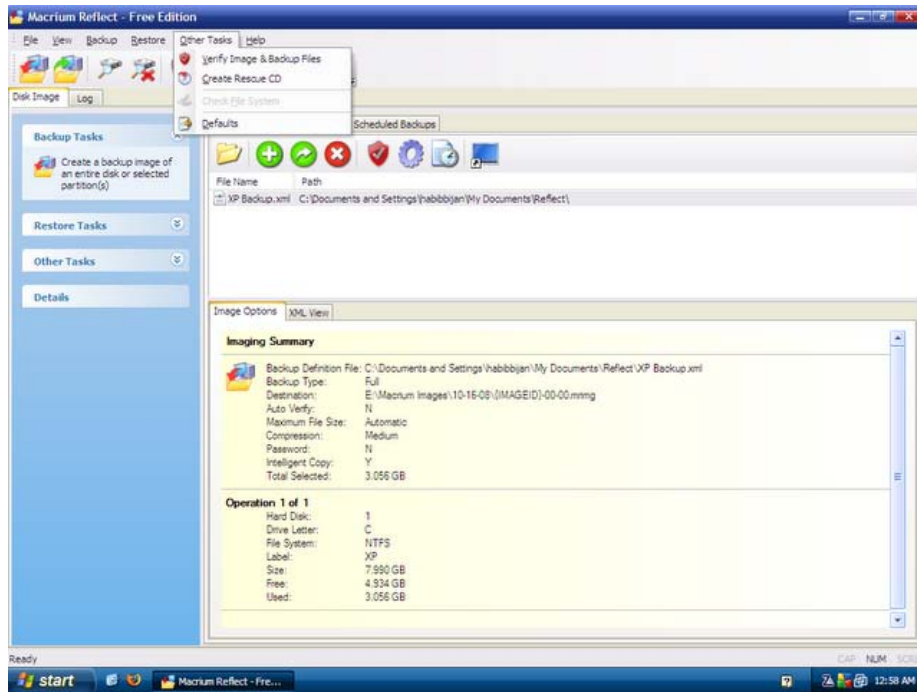 Macrium Reflect - Free Edition
File View Backup Restore Other Tasks Help
Verify Image & Backup Files
Create Rescue CD
Check File System
Defaults
Disk Image Log
Scheduled Backups
Backup Tasks
Create a backup image of
an entire disk or selected
partition(s)
Restore Tasks
Other Tasks
Details
File Name Path
XP Backup.xml C:\Documents and Settings\habibbijan\My Documents\Reflect\
Image Options XML View
Imaging Summary
Backup Definition File: C:\Documents and Settings\habibbijan\My Documents\Reflect\XP Backup.xml
Backup Type: Full
Destination: E:\Macrium Images\10-16-08\{IMAGEID}-00-00.mrimg
Auto Verify: N
Maximum File Size: Automatic
Compression: Medium
Password: N
Intelligent Copy: Y
Total Selected: 3.056 GB
Operation 1 of 1
Hard Disk: 1
Drive Letter: C
File System: NTFS
Label: XP
Size: 7.990 GB
Free: 4.934 GB
Used: 3.056 GB
Ready CAP NUM SCRL
start Macrium Reflect - Fre... 12:58 AM